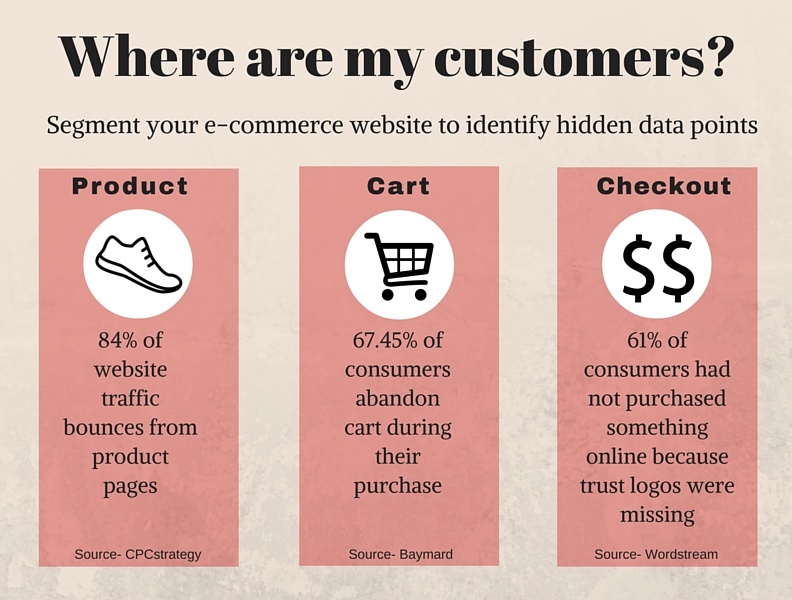 Where are my customers?
Segment your e-commerce website to identify hidden data points
Product
84% of
website
traffic
bounces from
product
pages
Source- CPCstrategy
Cart
67.45% of
consumers
abandon
cart during
their
purchase
Source- Baymard
Checkout
$$
61% of
consumers had
not purchased
something
online because
trust logos were
missing
Source- Wordstream